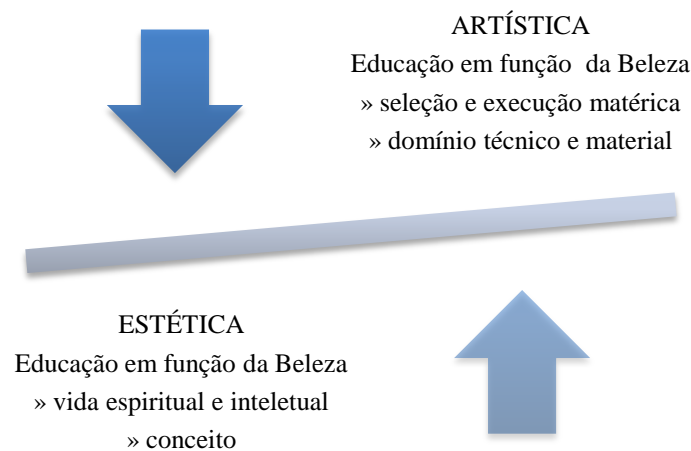 ARTÍSTICA
Educação em função da Beleza
» seleção e execução matérica
» domínio técnico e material
ESTÉTICA
Educação em função da Beleza
» vida espiritual e inteletual
» conceito